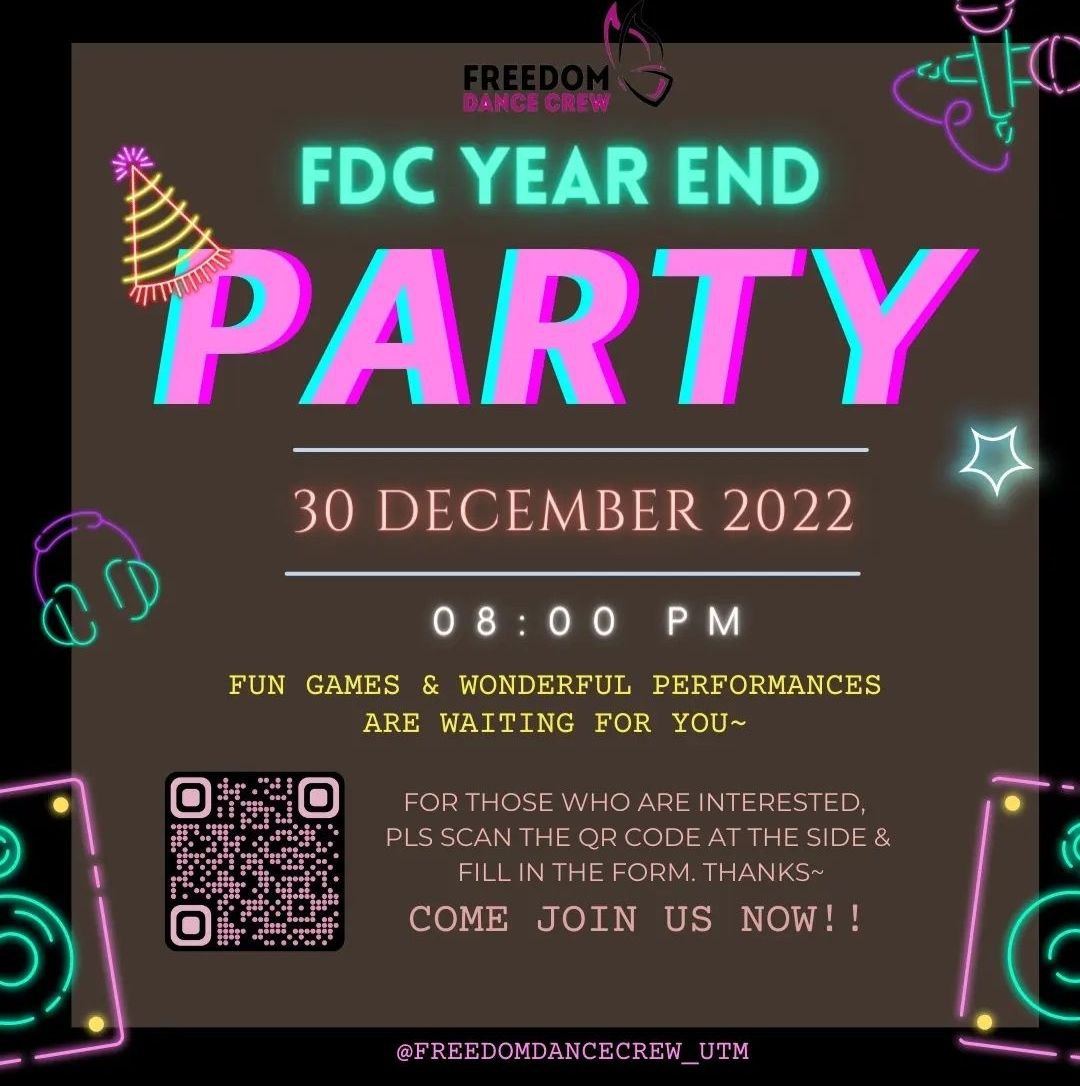 FREEDOM
DANCE CREW
FDC YEAR END
PARTY
30 DECEMBER 2022
08:00 PM
FUN GAMES & WONDERFUL PERFORMANCES
ARE WAITING FOR YOU~
FOR THOSE WHO ARE INTERESTED,
PLS SCAN THE QR CODE AT THE SIDE &
FILL IN THE FORM. THANKS~
COME JOIN US NOW!!
@FREEDOMDANCECREW_UTM